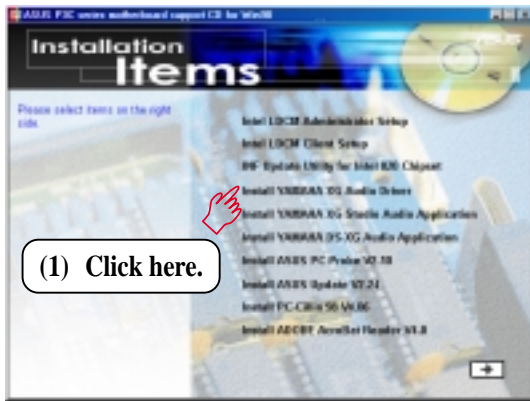 ASUS P3C series motherboard support CD for Win98
Installation
Items
Please select items on the right
side.
Intel LDCM Administrator Setup
Intel LDCM Client Setup
INF Update Utility for Intel 820 Chipset
Install YAMAHA XG Audio Driver
Install YAMAHA XG Studio Audio Application
Install YAMAHA DS-XG Audio Application
(1) Click here.
Install ASUS PC Probe V2.10
Install ASUS Update V2.24
Install PC-Cillin 98 V6.06
Install ADOBE Acrobat Reader V4.0